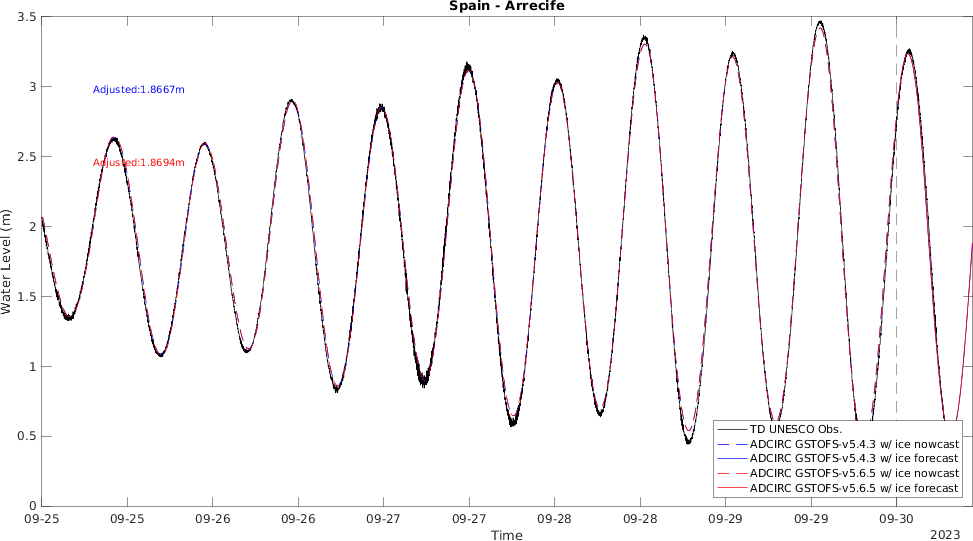 Spain - Arrecife
3.5
3
2.5
2
1.5
1
0.5
0
Water Level (m)
Adjusted:1.8667m
Adjusted:1.8694m
TD UNESCO Obs.
ADCIRC GSTOFS-v5.4.3 w/ ice nowcast
ADCIRC GSTOFS-v5.4.3 w/ ice forecast
ADCIRC GSTOFS-v5.6.5 w/ ice nowcast
ADCIRC GSTOFS-v5.6.5 w/ ice forecast
09-25 09-25 09-26 09-26 09-27 09-27 09-28 09-28 09-29 09-29 09-30
Time
2023